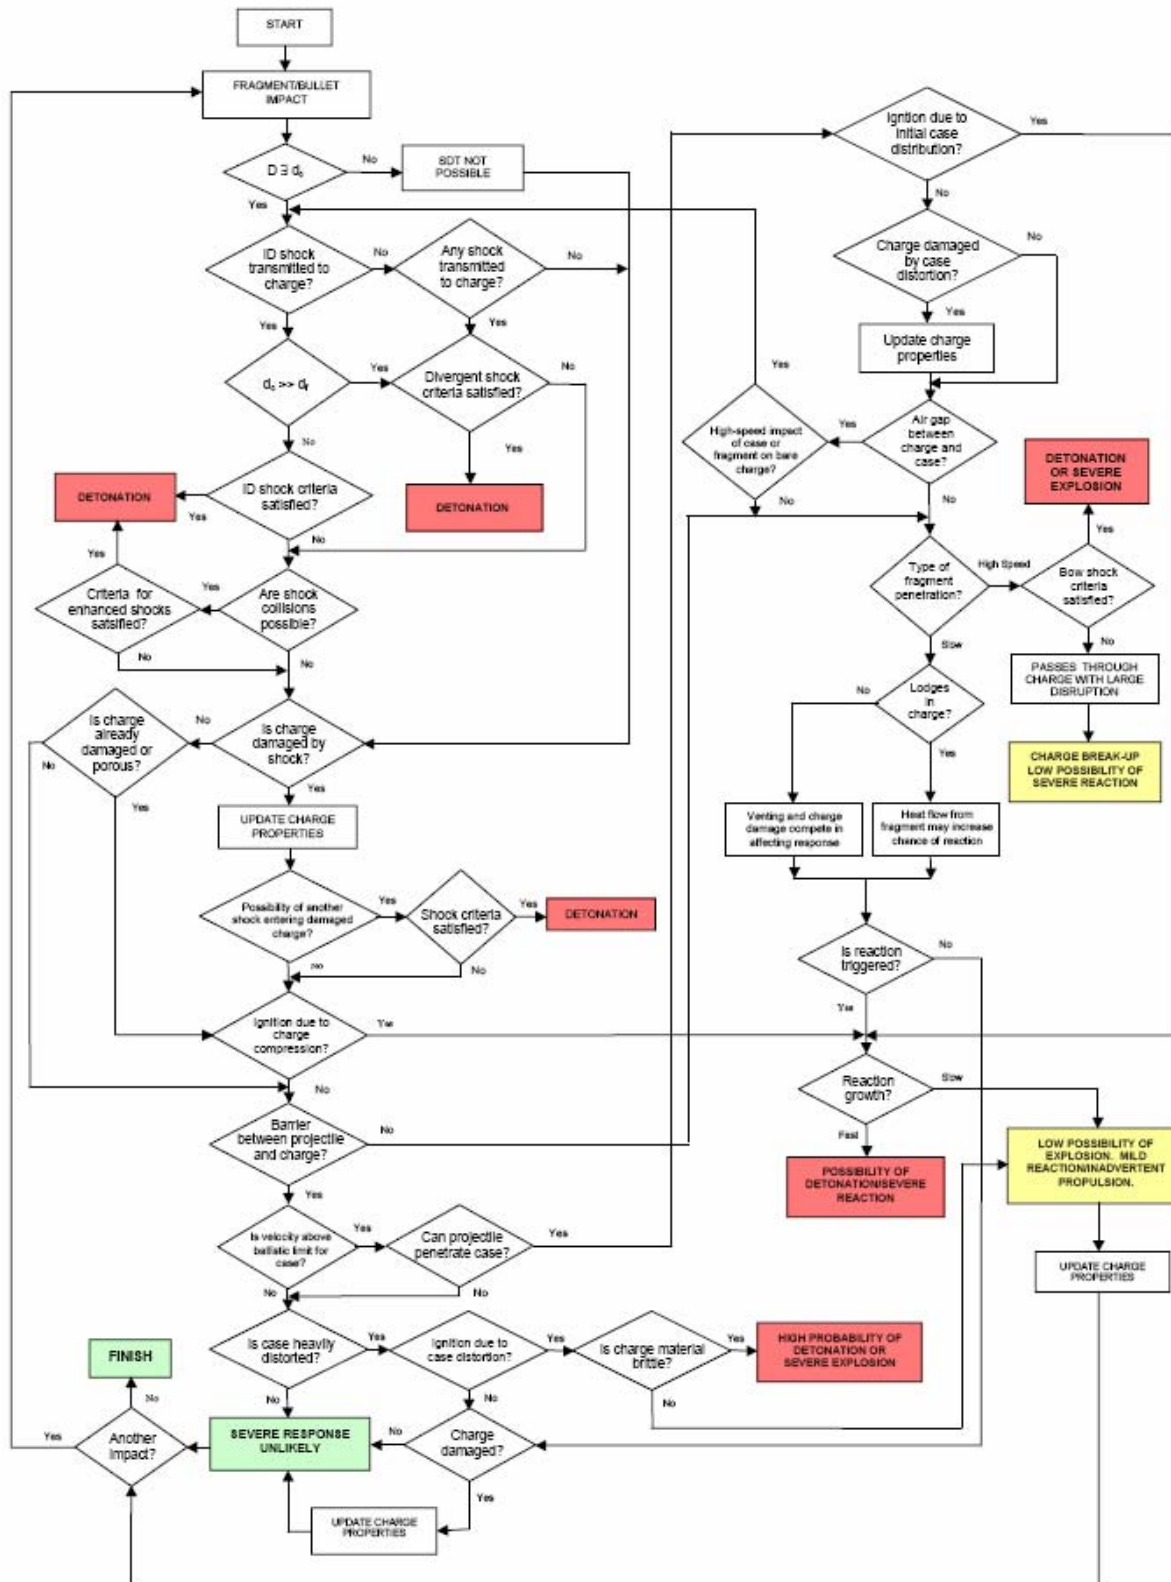 START
FRAGMENT/BULLET
IMPACT
D ∃ dₑ
No
SDT NOT
POSSIBLE
Yes
ID shock
transmitted to
charge?
No
Any shock
transmitted
to charge?
No
Yes
Yes
d꜀ >> d
Yes
Divergent shock
criteria satisfied?
No
No
Yes
DETONATION
ID shock criteria
satisfied?
Yes
DETONATION
No
Yes
Criteria for
enhanced shocks
satsified?
Yes
Are shock
collisions
possible?
No
No
Is charge
already
damaged or
porous?
No
Is charge
damaged by
shock?
No
Yes
Yes
UPDATE CHARGE
PROPERTIES
Possibility of another
shock entering damaged
charge?
Yes
Shock criteria
satisfied?
Yes
DETONATION
No
No
Ignition due to
charge
compression?
Yes
No
Barrier
between projectile
and charge?
No
Yes
Is velocity above
ballistic limit for
case?
Yes
Can projectile
penetrate case?
Yes
No
No
Is case heavily
distorted?
Yes
Ignition due to
case distortion?
Yes
Is charge material
brittle?
Yes
HIGH PROBABILITY OF
DETONATION OR
SEVERE EXPLOSION
No
No
No
FINISH
No
Yes
Another
impact?
SEVERE RESPONSE
UNLIKELY
No
Charge
damaged?
Yes
UPDATE CHARGE
PROPERTIES
Igntion due to
initial case
distribution?
Yes
No
Charge damaged
by case
distortion?
No
Yes
Update charge
properties
Yes
High-speed impact
of case or
fragment on bare
charge?
Yes
Air gap
between
charge and
case?
No
No
DETONATION
OR SEVERE
EXPLOSION
Yes
Type of
fragment
penetration?
High Speed
Bow shock
criteria
satisfied?
Slow
No
PASSES THROUGH
CHARGE WITH LARGE
DISRUPTION
No
Lodges
in
charge?
Yes
CHARGE BREAK-UP
LOW POSSIBILITY OF
SEVERE REACTION
Venting and charge
damage compete in
affecting response
Heat flow from
fragment may increase
chance of reaction
Is reaction
triggered?
No
Yes
Reaction
growth?
Slow
Fast
POSSIBILITY OF
DETONATION/SEVERE
REACTION
LOW POSSIBILITY OF
EXPLOSION. MILD
REACTION/INADVERTENT
PROPULSION.
UPDATE CHARGE
PROPERTIES